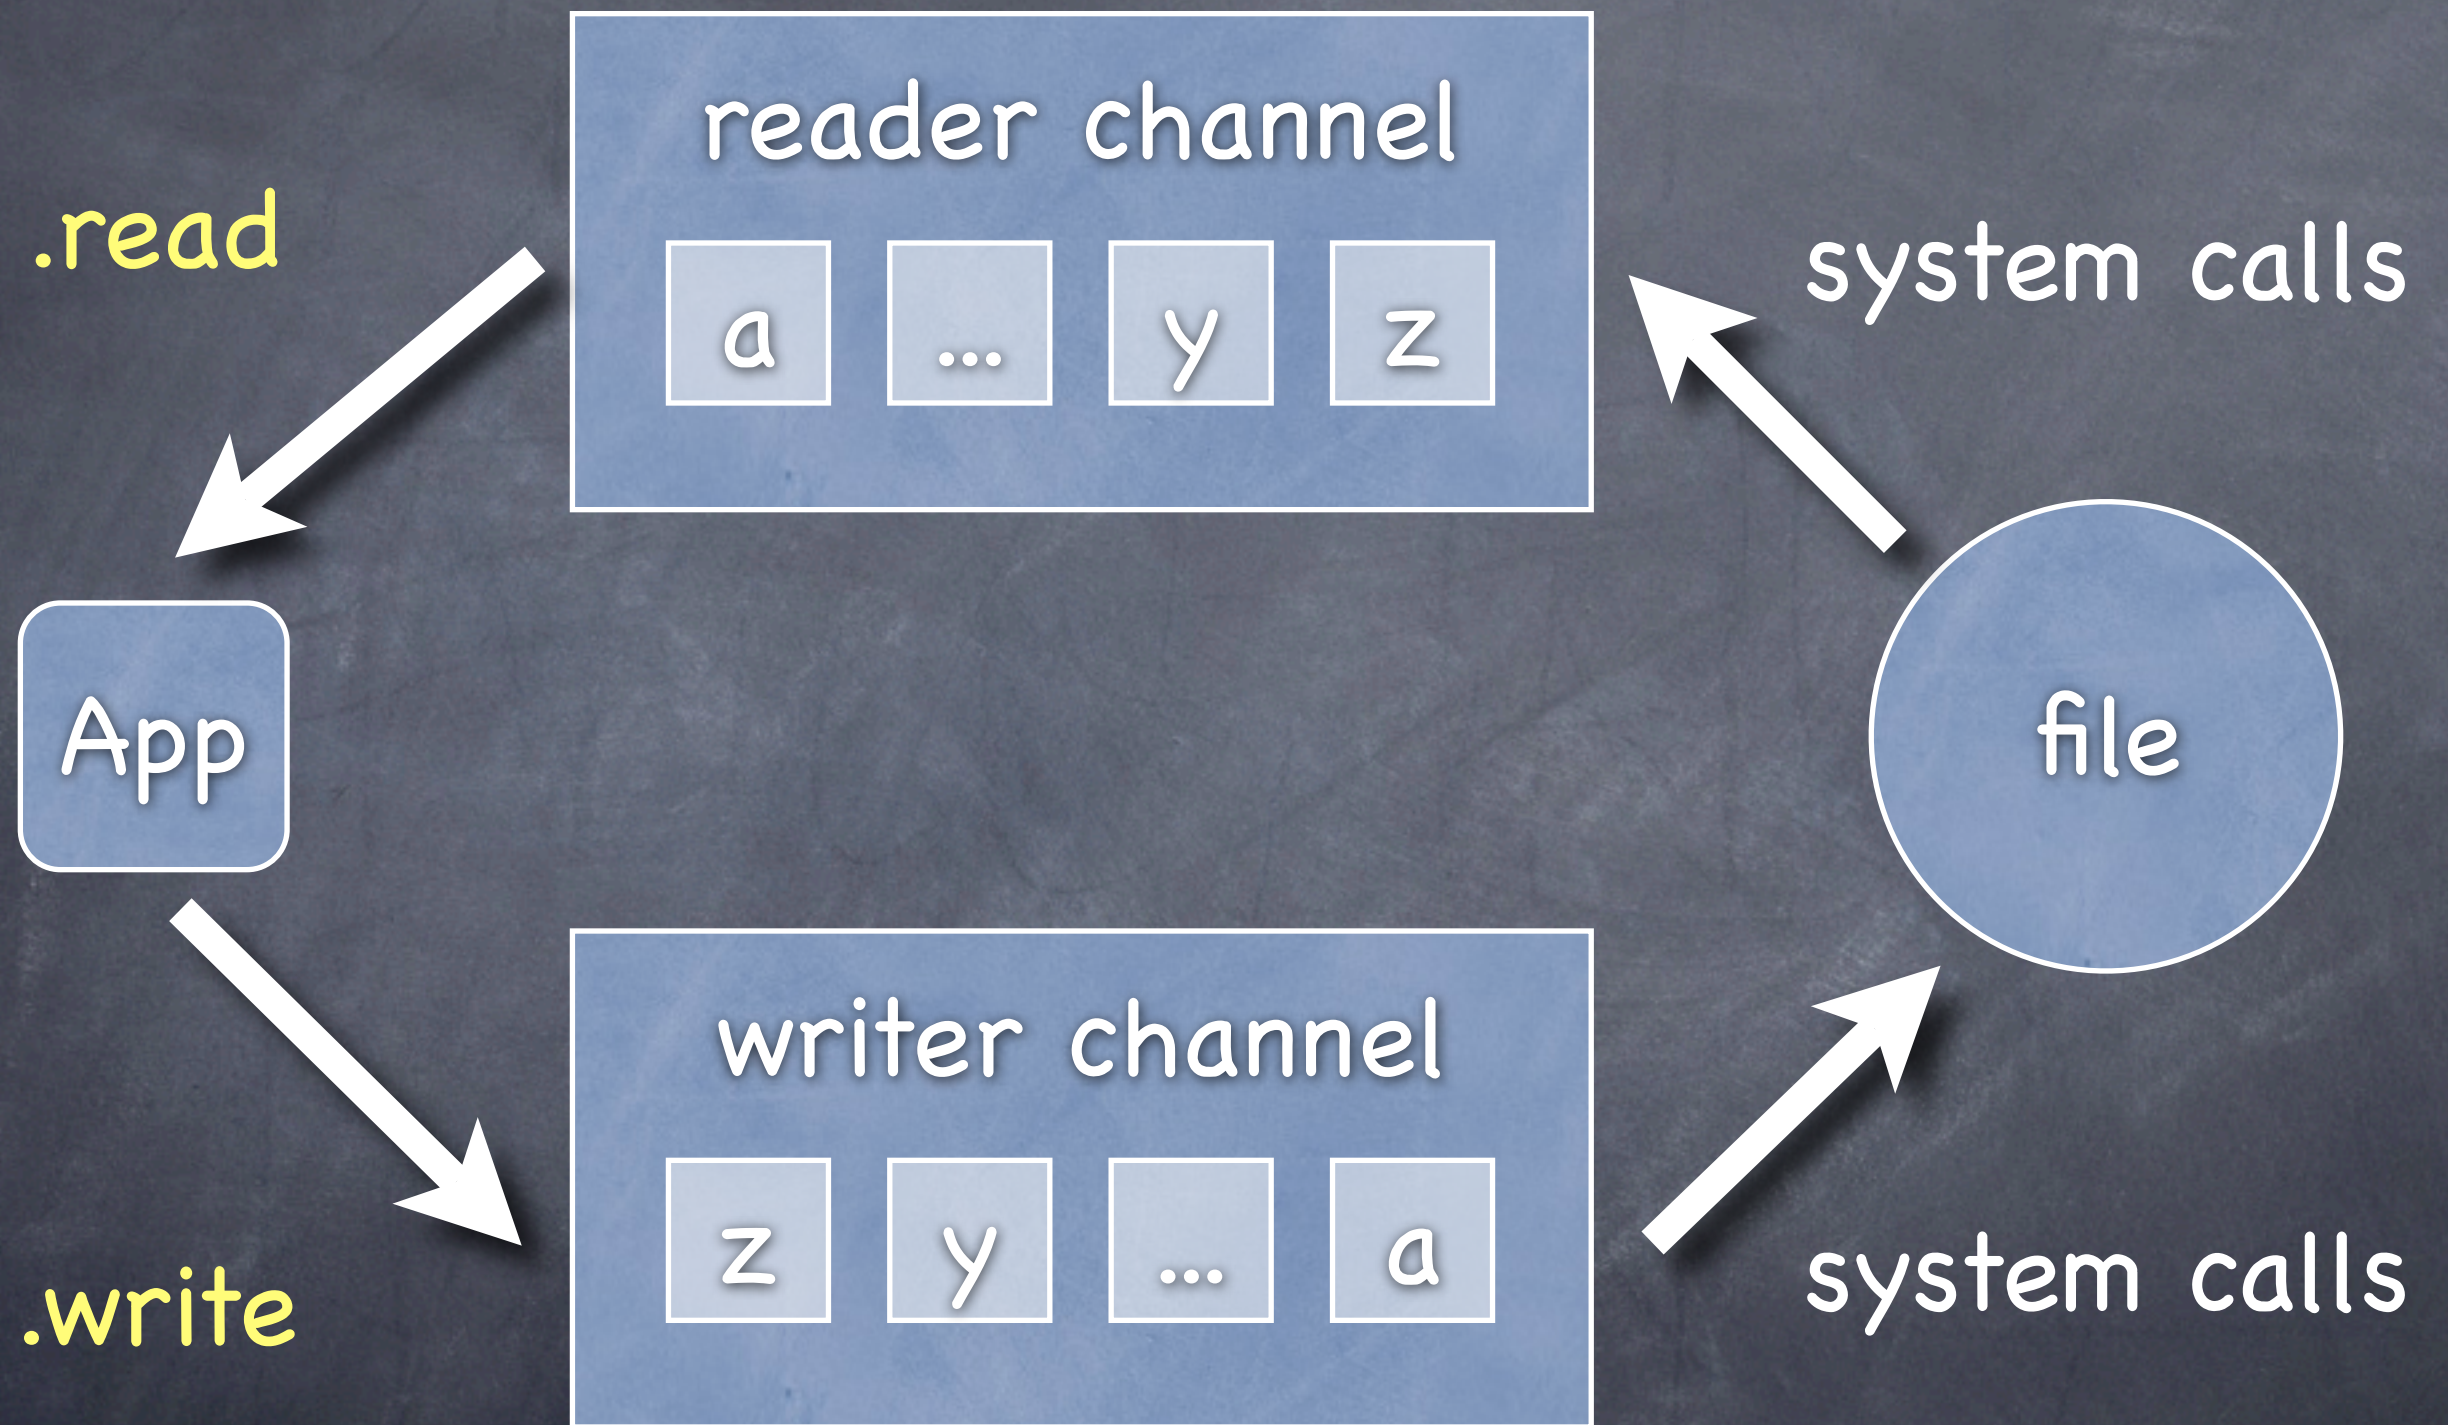 reader channel
.read
system calls
a ... y z
App
file
writer channel
z y ... a
.write
system calls